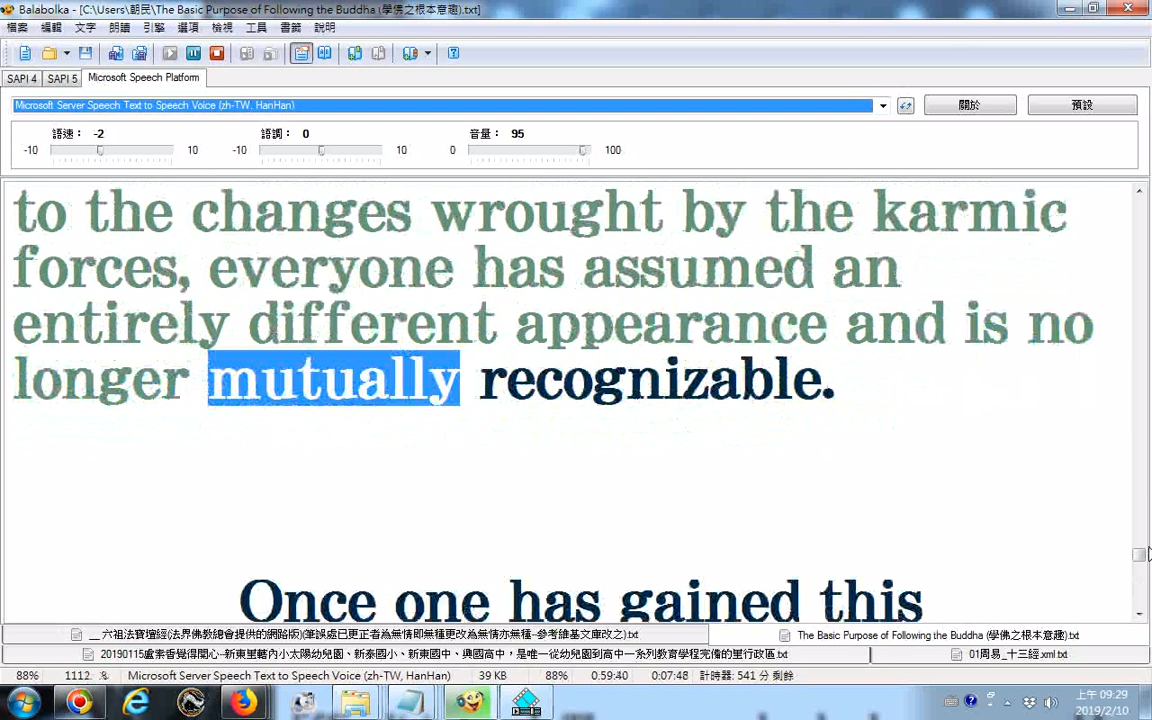 Balabolka - [C:\Users\朝民\The Basic Purpose of Following the Buddha (學佛之根本意趣).txt]
檔案 編輯 文字 朗讀 引擎 選項 檢視 工具 書籤 說明
SAPI 4 SAPI 5 Microsoft Speech Platform
Microsoft Server Speech Text to Speech Voice (zh-TW, HanHan) 關於 預設
語速： -2 語調： 0 音量： 95
-10 10 -10 10 0 100
to the changes wrought by the karmic
forces, everyone has assumed an
entirely different appearance and is no
longer mutually recognizable.
Once one has gained this
__ 六祖法寶壇經(法界佛教總會提供的網路版)(筆誤處已更正者為無情即無種更改為無情亦無種--參考維基文庫改之).txt The Basic Purpose of Following the Buddha (學佛之根本意趣).txt
20190115盧素香覺得開心--新東里轄內小太陽幼兒園、新泰國小、新東國中、興國高中，是唯一從幼兒園到高中一系列教育學程完備的里行政區.txt 01周易_十三經.xml txt
88% 1112 Microsoft Server Speech Text to Speech Voice (zh-TW, HanHan) 39 KB 88% 0:59:40 0:07:48 計時器: 541 分 剩餘
上午 09:29
2019/2/10